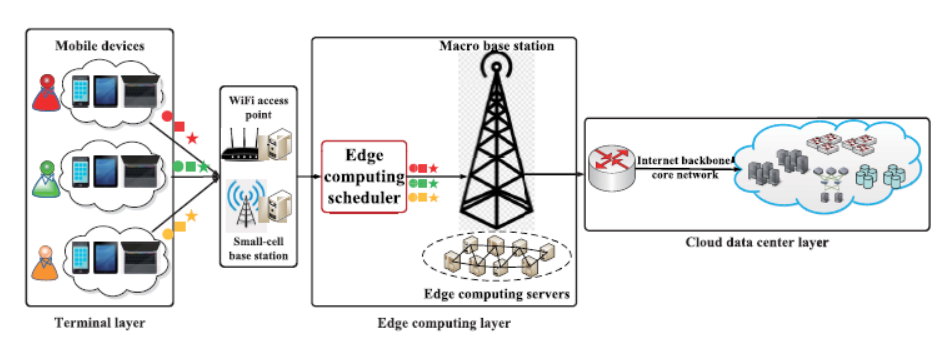 Mobile devices
Terminal layer
WiFi access
point
Small-cell
base station
Edge
computing
scheduler
Macro base station
Edge computing servers
Edge computing layer
Internet backbone
core network
Cloud data center layer